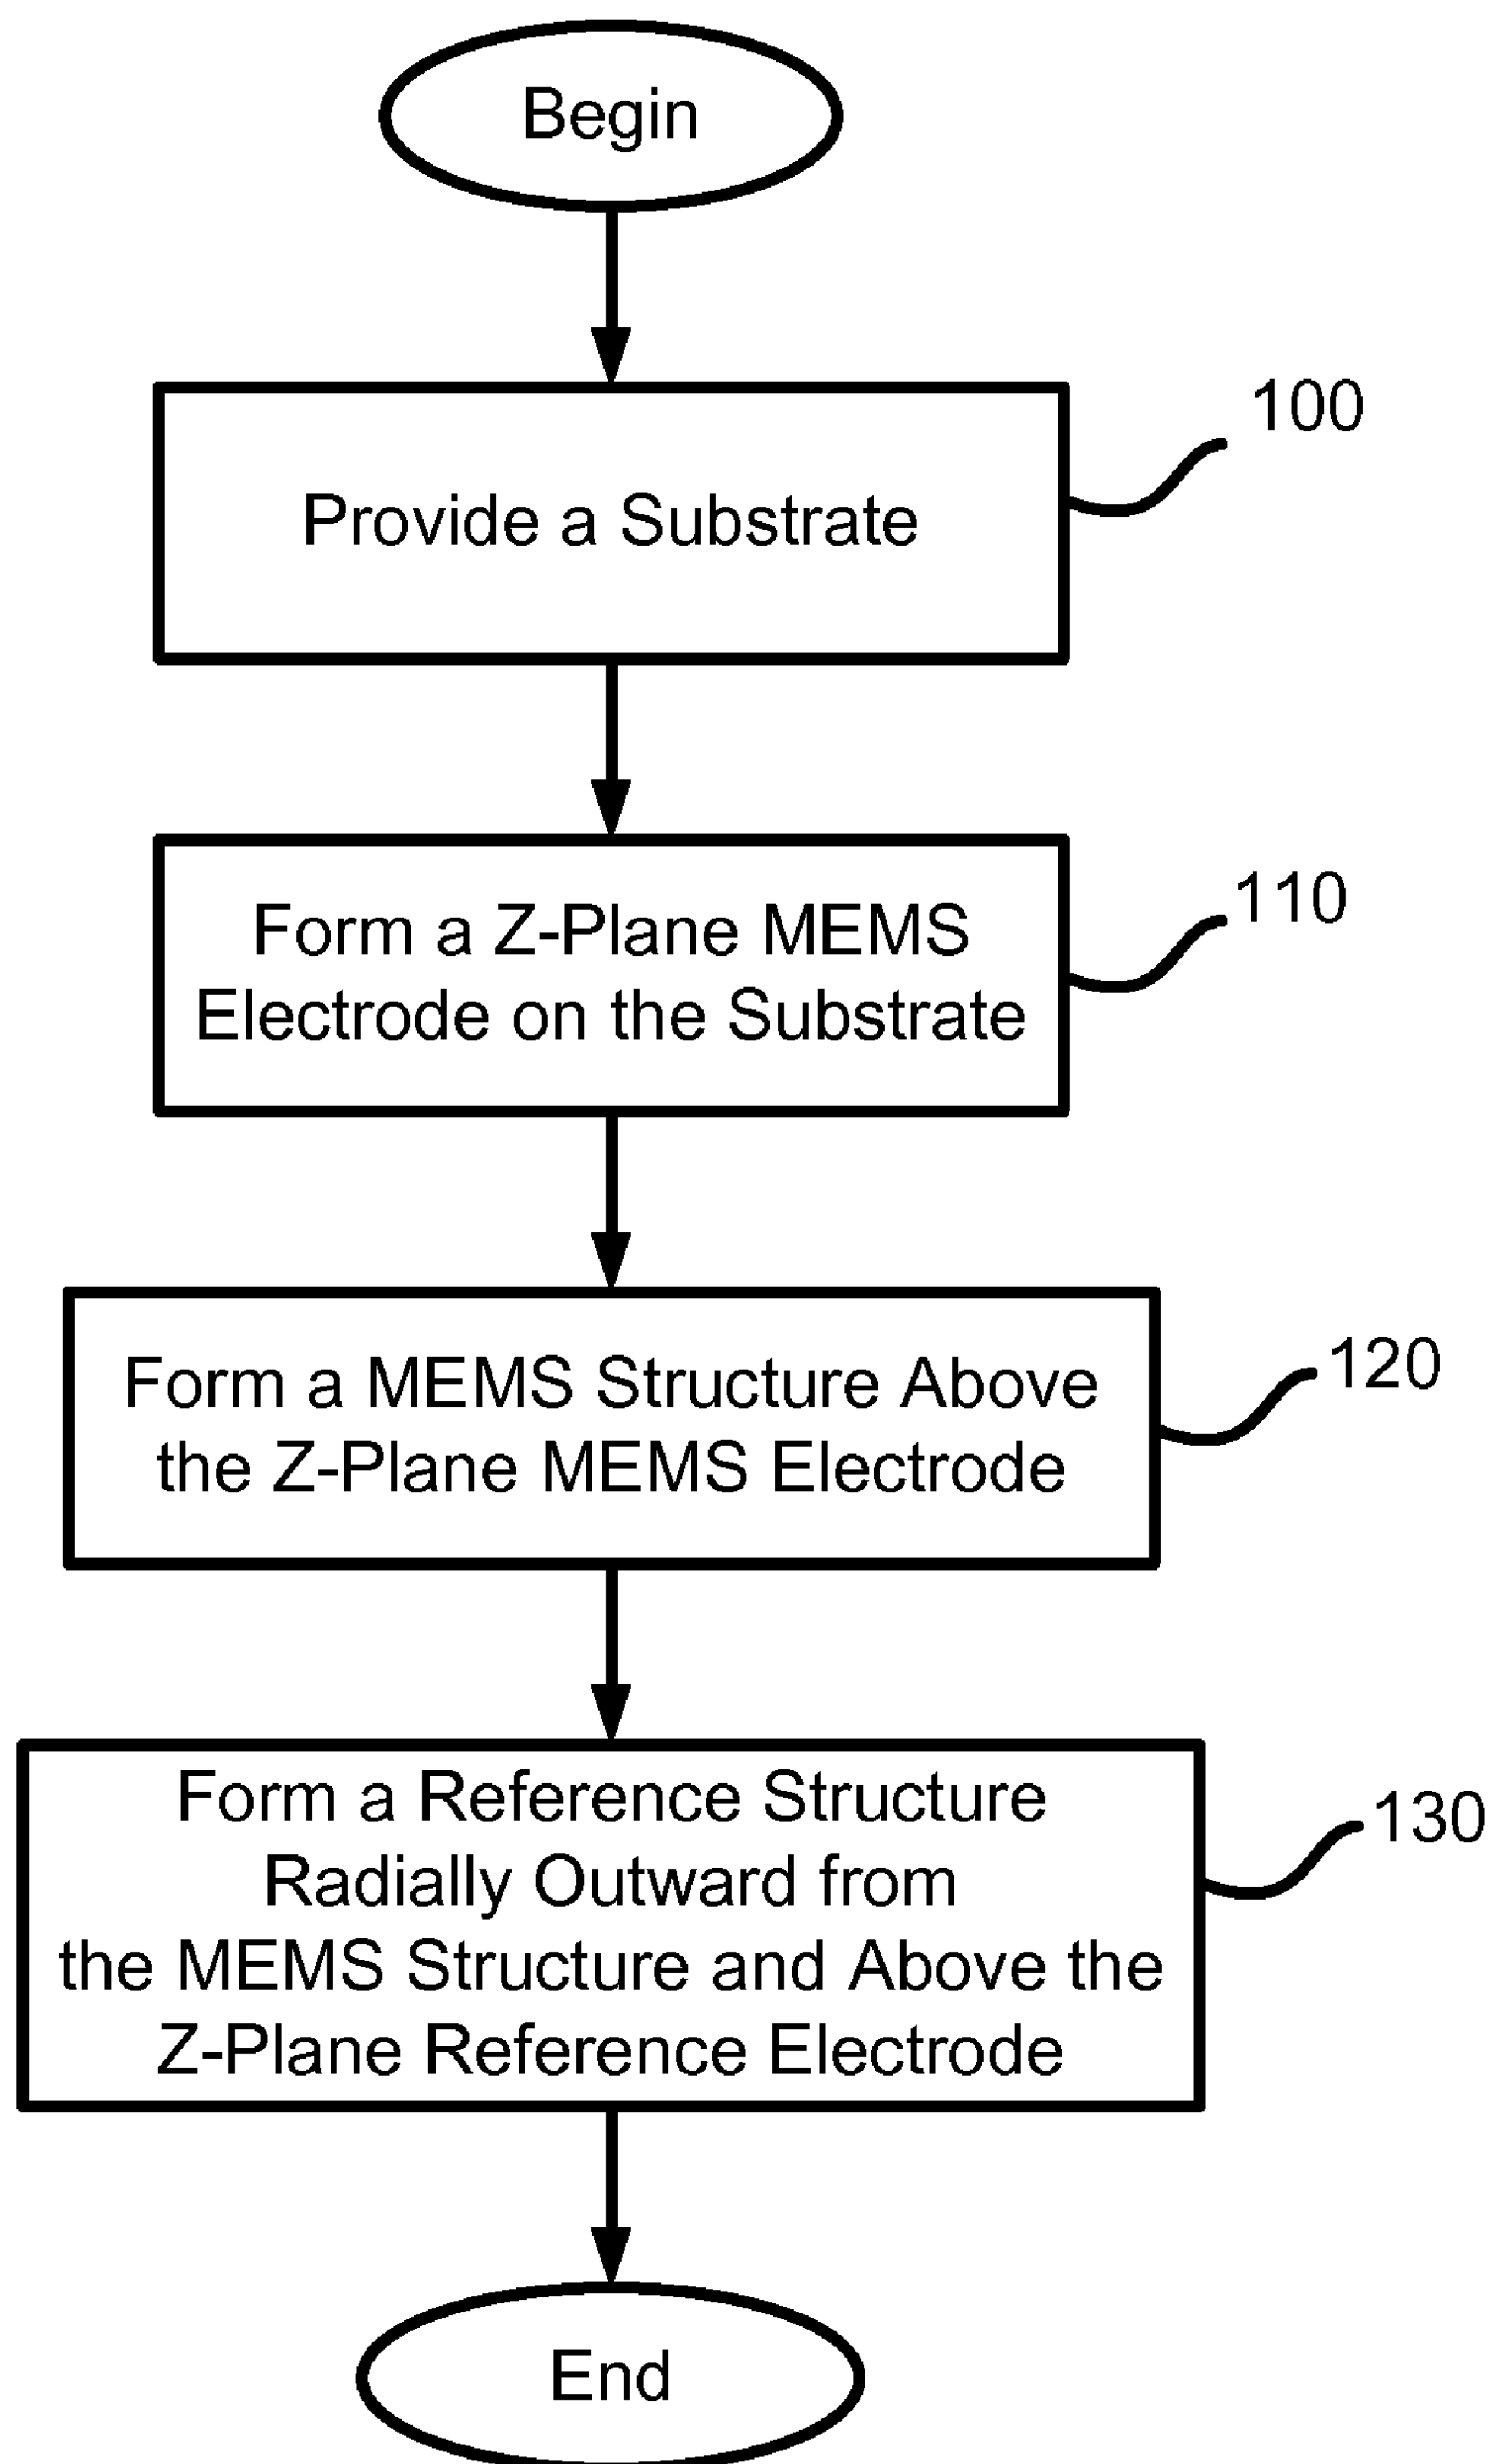 Begin
Provide a Substrate
100
Form a Z-Plane MEMS
Electrode on the Substrate
110
Form a MEMS Structure Above
the Z-Plane MEMS Electrode
120
Form a Reference Structure
Radially Outward from
the MEMS Structure and Above the
Z-Plane Reference Electrode
130
End